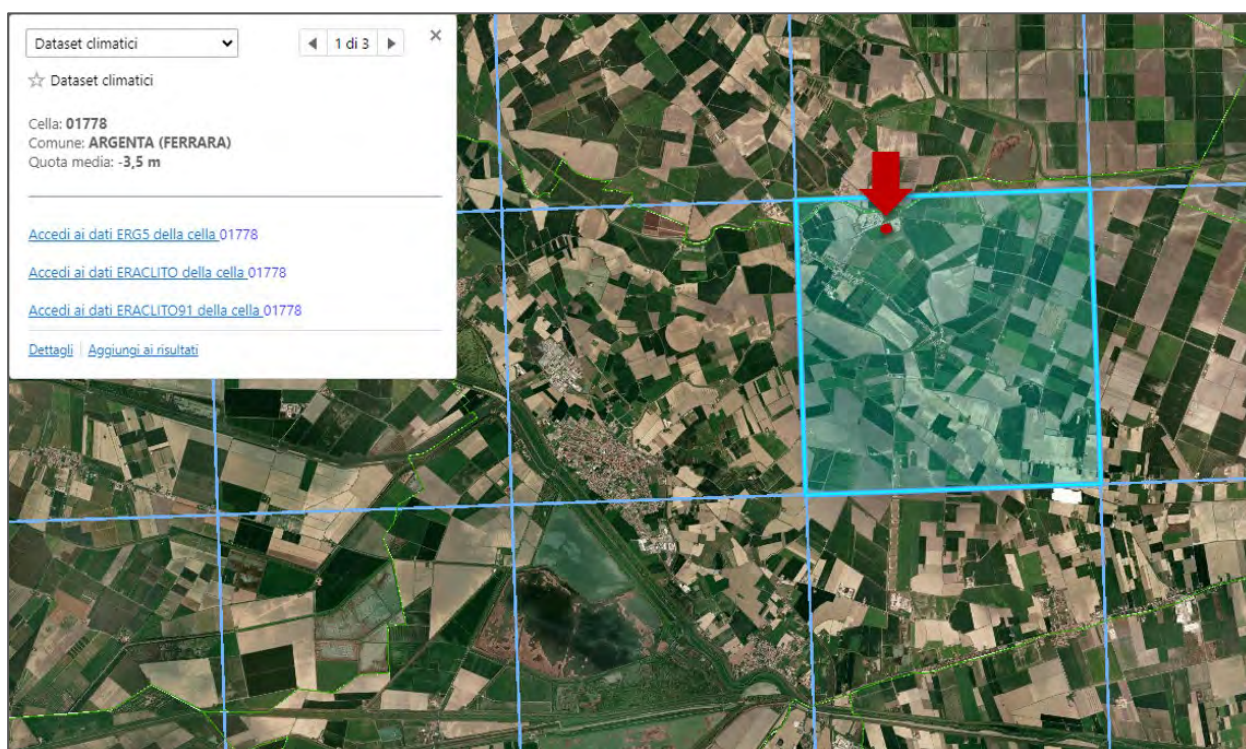 Dataset climatici
1 di 3
Dataset climatici
Cella: 01778
Comune: ARGENTA (FERRARA)
Quota media: -3,5 m
Accedi ai dati ERG5 della cella 01778
Accedi ai dati ERACLITO della cella 01778
Accedi ai dati ERACLITO91 della cella 01778
Dettagli | Aggiungi ai risultati